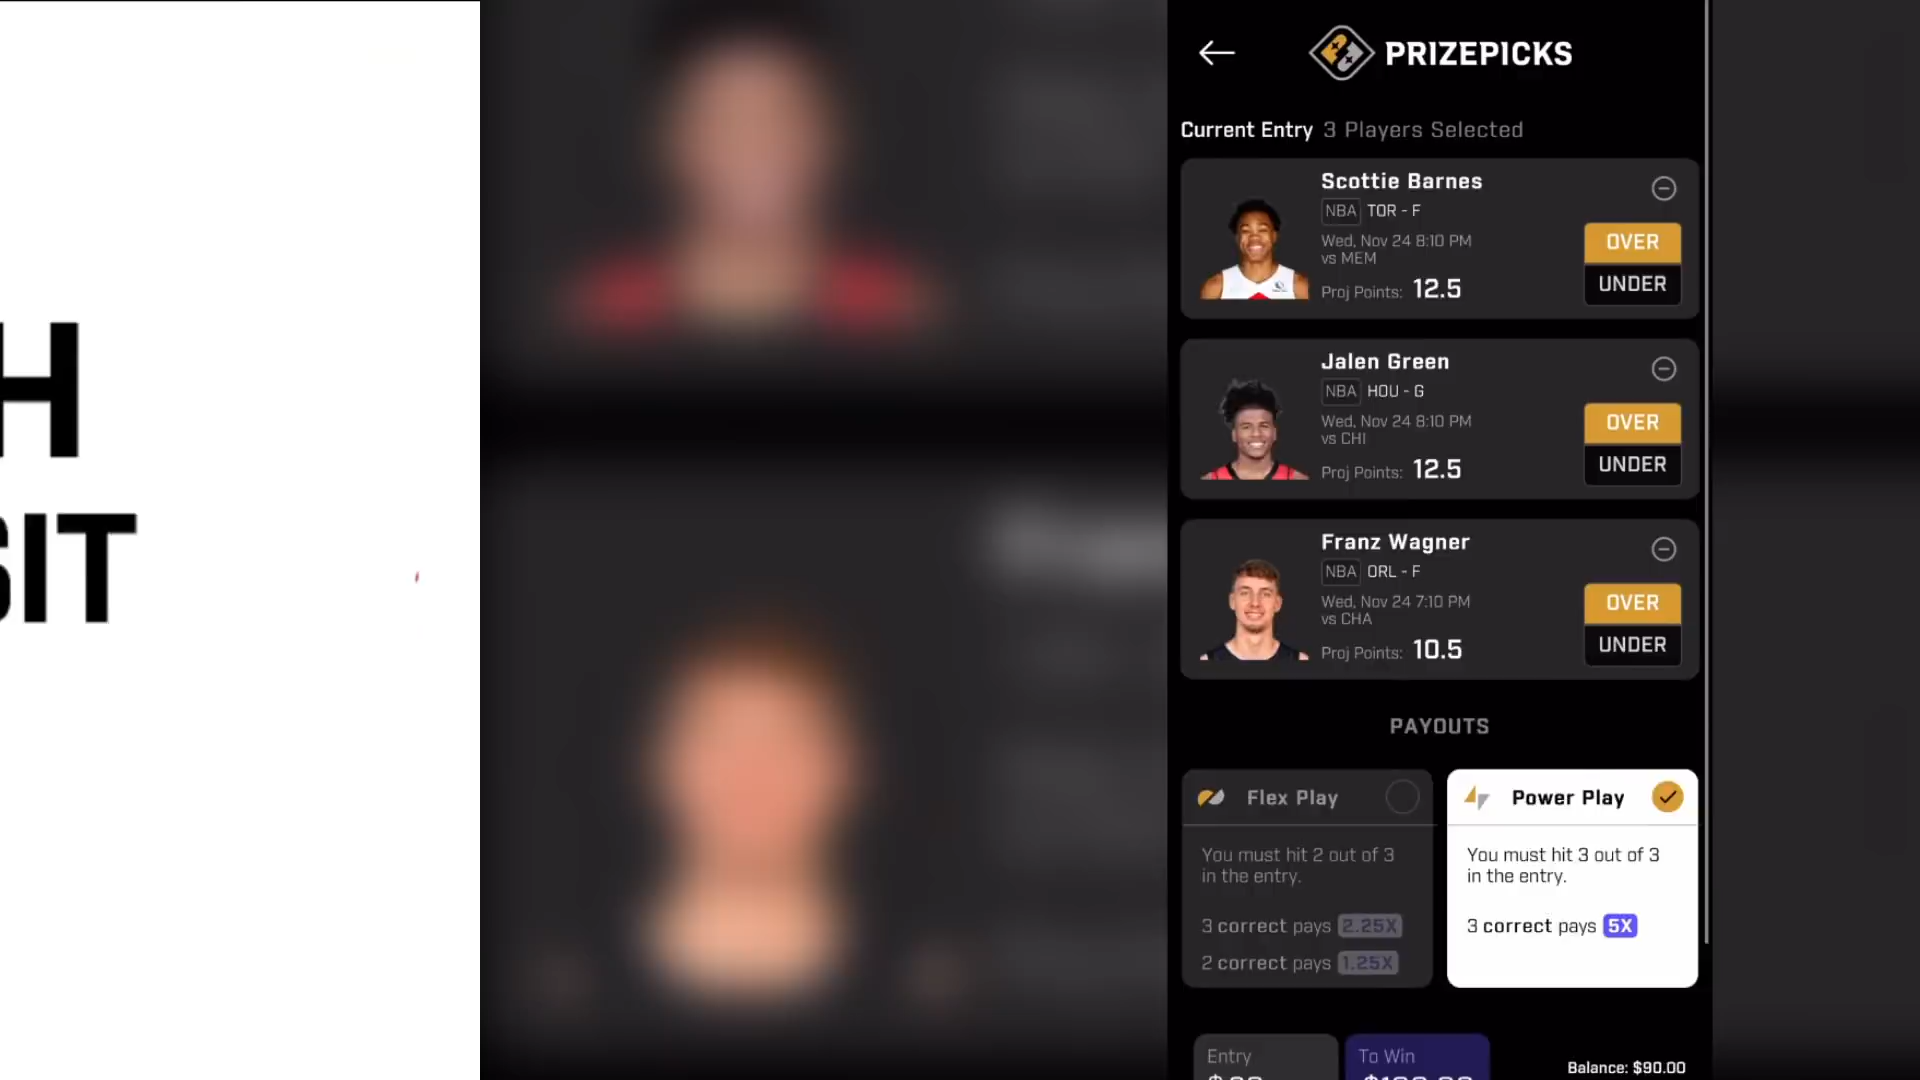 H
SIT
PRIZEPICKS
Current Entry 3 Players Selected
Scottie Barnes
NBA TOR - F
Wed, Nov 24 8:10 PM
vs MEM
Proj Points: 12.5
OVER
UNDER
Jalen Green
NBA HOU - G
Wed, Nov 24 8:10 PM
vs CHI
Proj Points: 12.5
OVER
UNDER
Franz Wagner
NBA ORL - F
Wed, Nov 24 7:10 PM
vs CHA
Proj Points: 10.5
OVER
UNDER
PAYOUTS
Flex Play
You must hit 2 out of 3
in the entry.
3 correct pays 2.25X
2 correct pays 1.25X
Power Play
You must hit 3 out of 3
in the entry.
3 correct pays 5X
Entry
To Win
Balance: $90.00